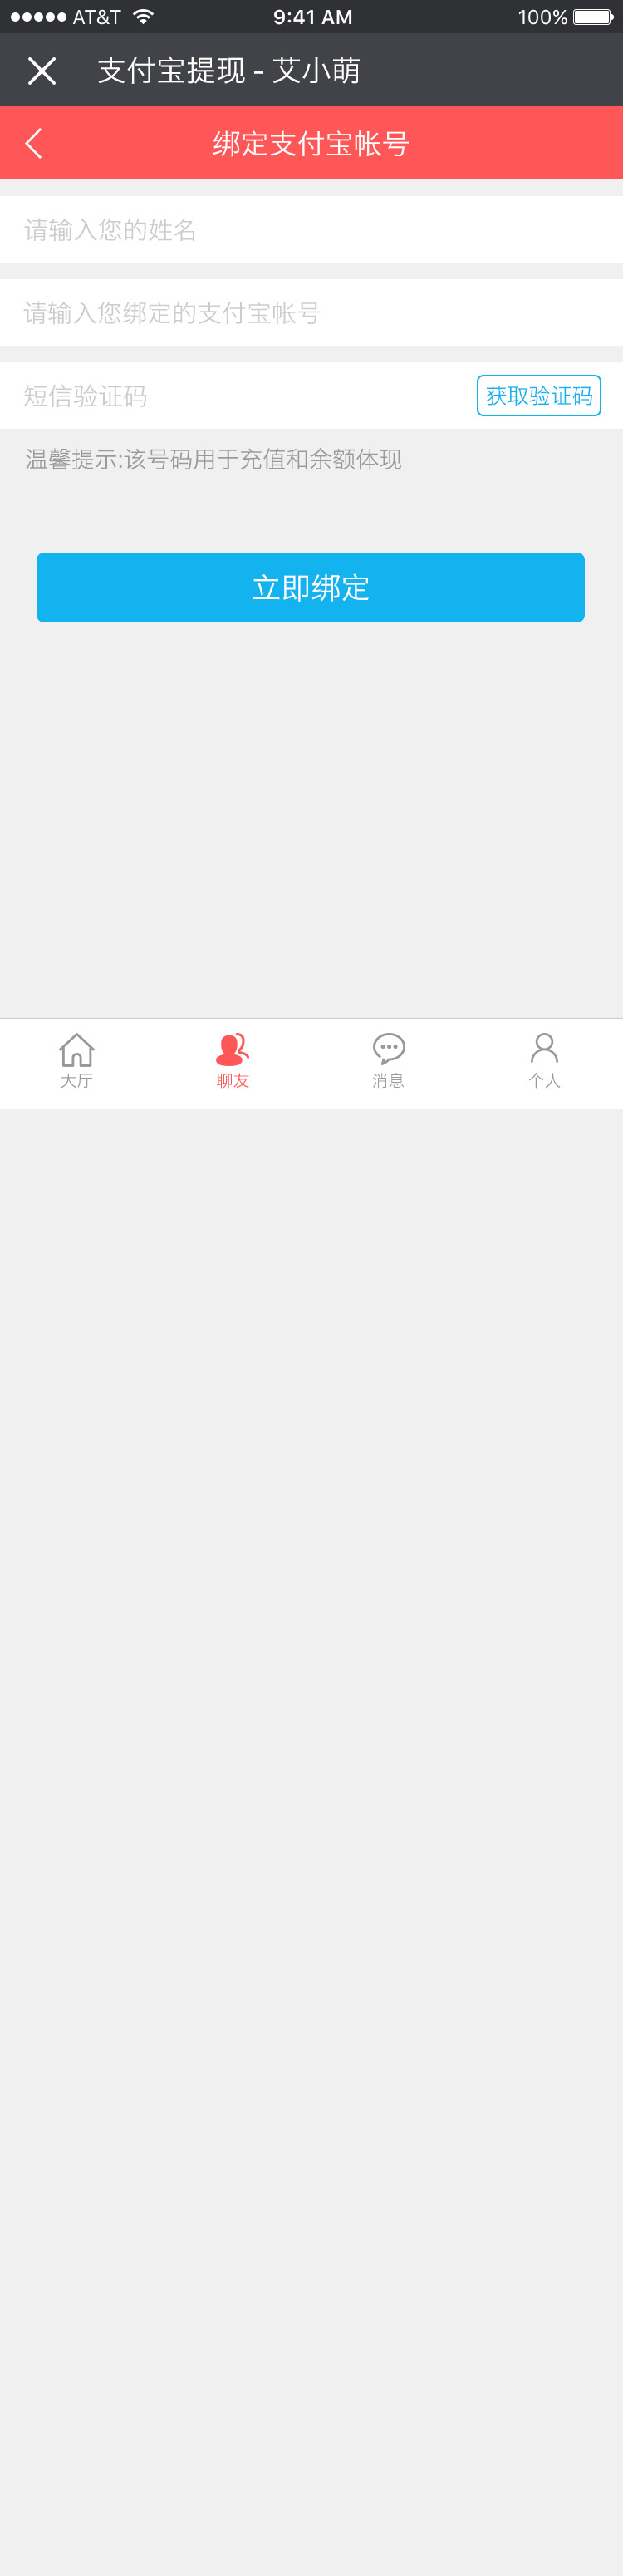 AT&T 9:41 AM 100%
支付宝提现 - 艾小萌
绑定支付宝帐号
请输入您的姓名
请输入您绑定的支付宝帐号
短信验证码 获取验证码
温馨提示:该号码用于充值和余额体现
立即绑定
大厅 聊友 消息 个人